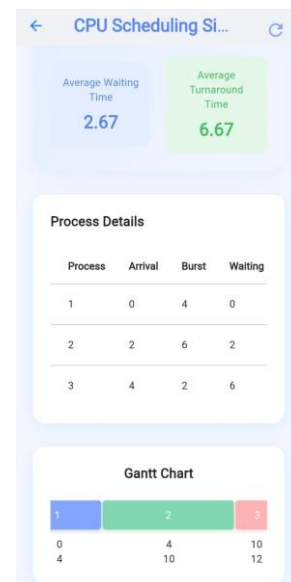 CPU Scheduling Si...
Average Waiting
Time
2.67
Average
Turnaround
Time
6.67
Process Details
Process Arrival Burst Waiting
1 0 4 0
2 2 6 2
3 4 2 6
Gantt Chart
1 2 3
0 4 10
4 10 12